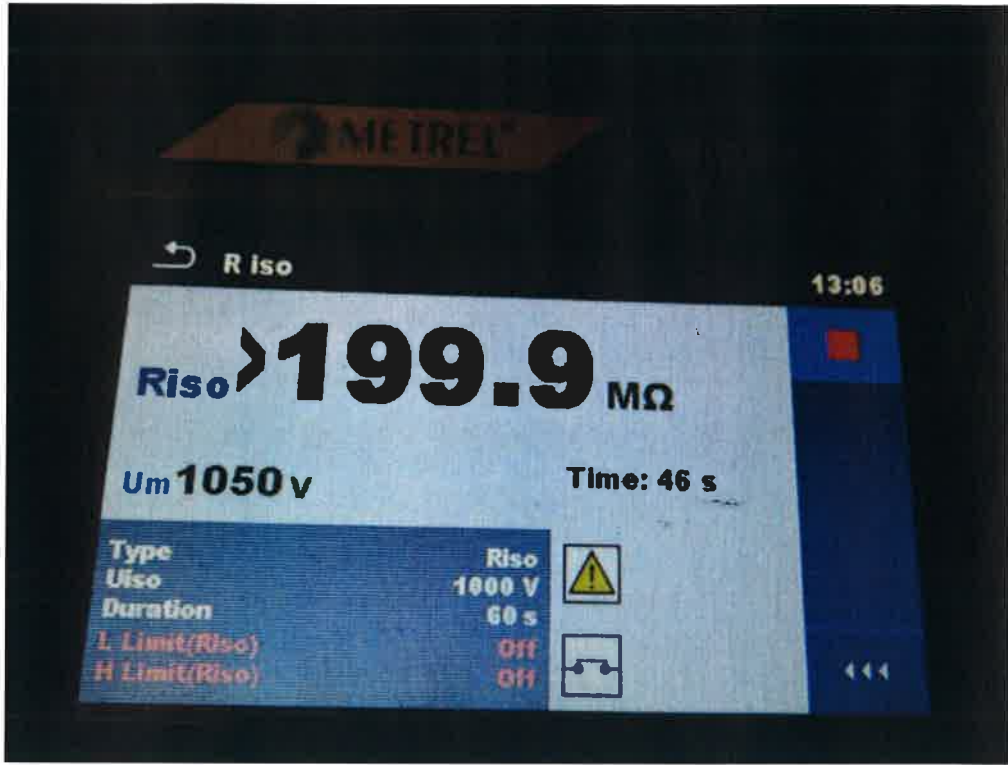 METREL
R iso
13:06
Riso >199.9 MΩ
Um 1050 V
Time: 46 s
Type Riso
Uiso 1000 V
Duration 60 s
L Limit(Riso) Off
H Limit(Riso) Off